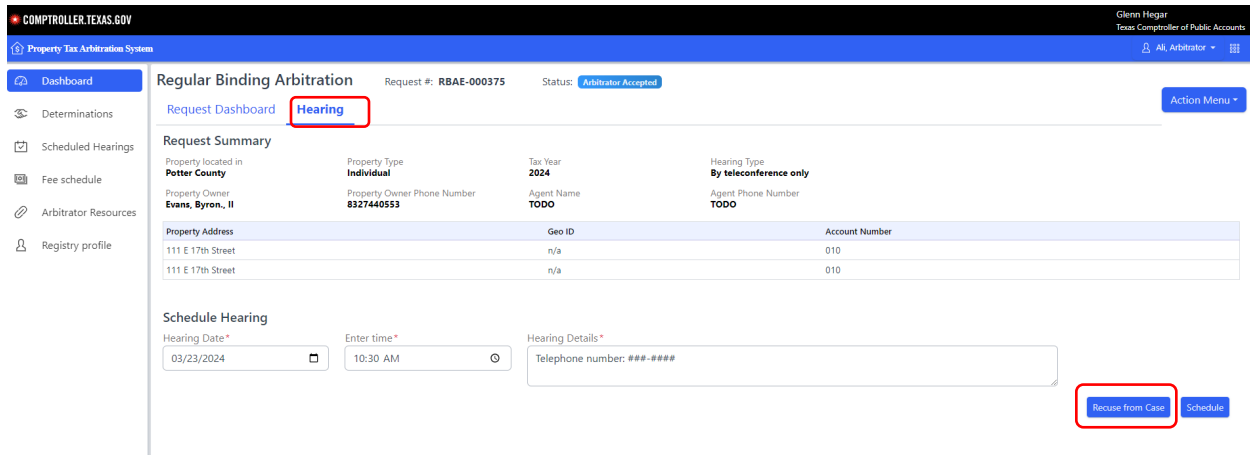 COMPTROLLER.TEXAS.GOV
Glenn Hegar
Texas Comptroller of Public Accounts
Property Tax Arbitration System
Ali, Arbitrator
Dashboard
Determinations
Scheduled Hearings
Fee schedule
Arbitrator Resources
Registry profile
Regular Binding Arbitration Request #: RBAE-000375 Status: Arbitrator Accepted
Action Menu
Request Dashboard Hearing
Request Summary
Property located in Property Type Tax Year Hearing Type
Potter County Individual 2024 By teleconference only
Property Owner Property Owner Phone Number Agent Name Agent Phone Number
Evans, Byron., II 8327440553 TODO TODO
Property Address Geo ID Account Number
111 E 17th Street n/a 010
111 E 17th Street n/a 010
Schedule Hearing
Hearing Date* Enter time* Hearing Details*
03/23/2024 10:30 AM Telephone number: ###-####
Recuse from Case Schedule